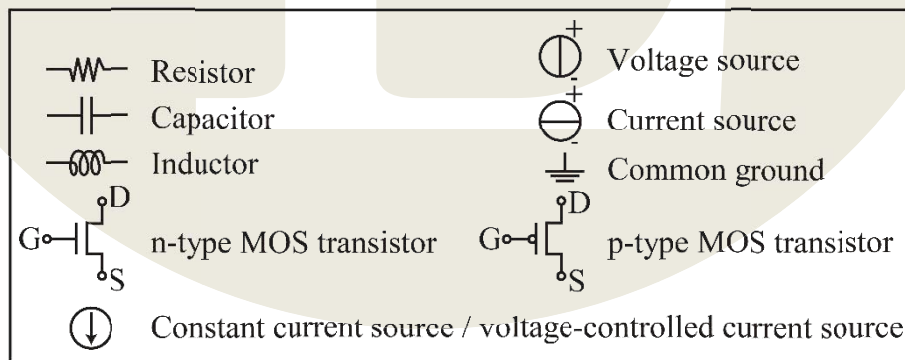 Resistor
Capacitor
Inductor
+
-
Voltage source
+
-
Current source
Common ground
D
G
S
n-type MOS transistor
D
G
S
p-type MOS transistor
Constant current source / voltage-controlled current source